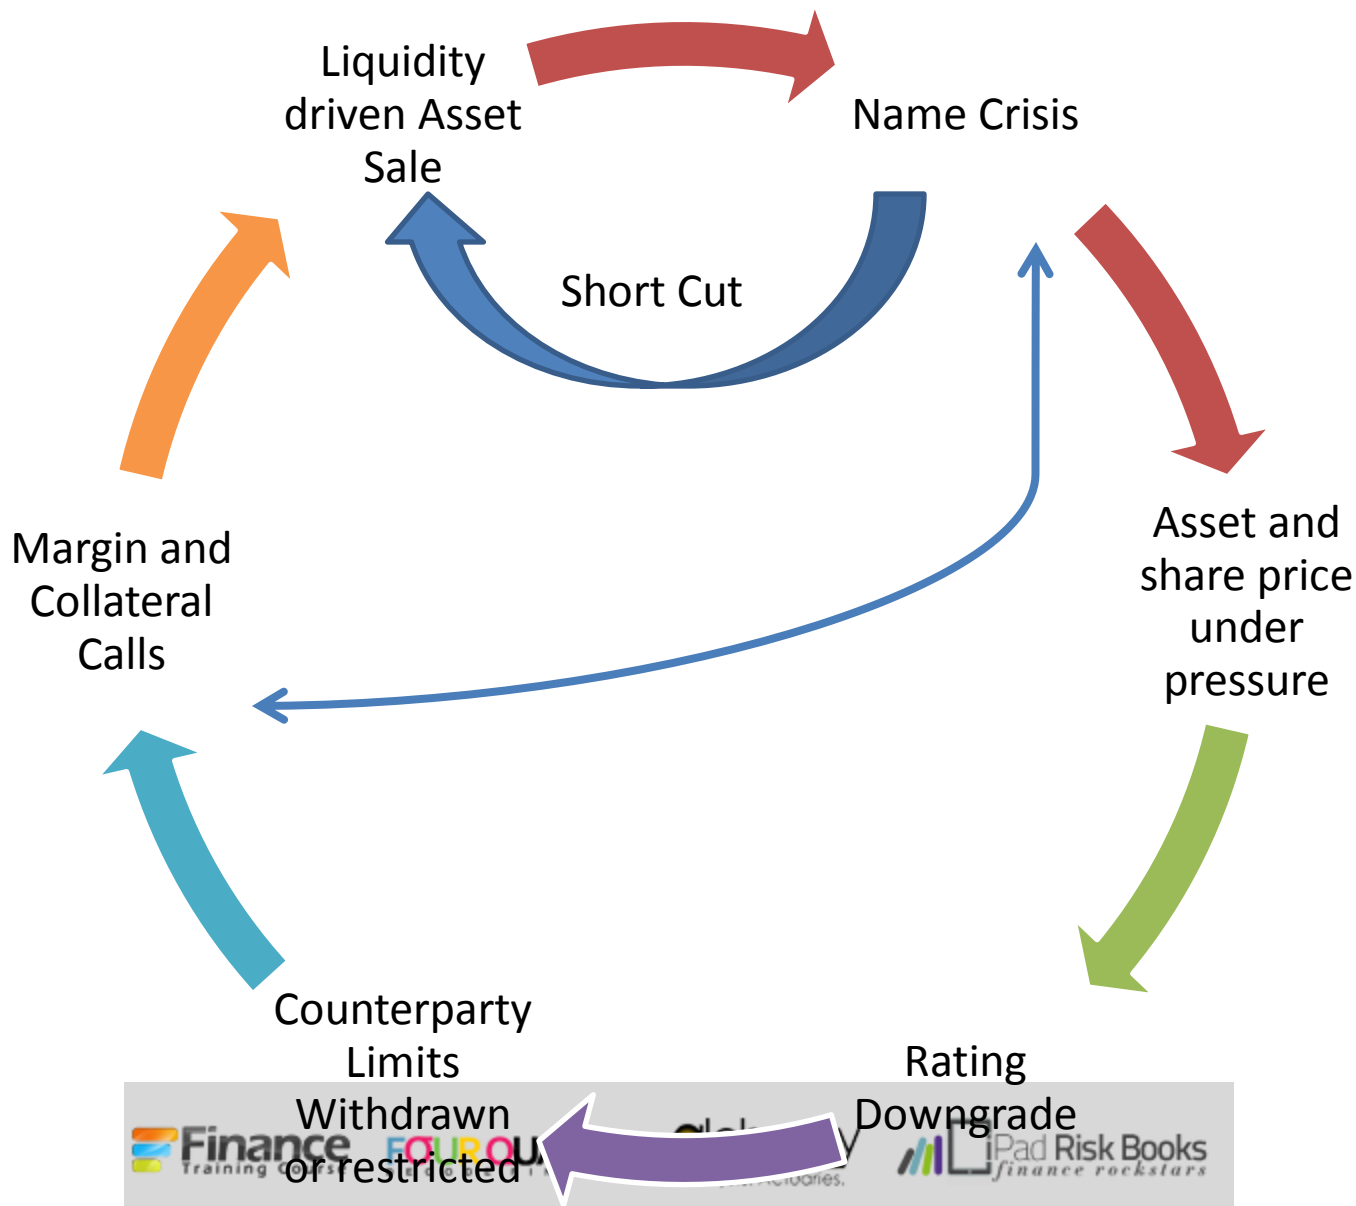 Liquidity
driven Asset
Sale
Name Crisis
Short Cut
Asset and
share price
under
pressure
Margin and
Collateral
Calls
Counterparty
Limits
Withdrawn
or restricted
Rating
Downgrade
Finance
Training Course
iPad Risk Books
finance rockstars